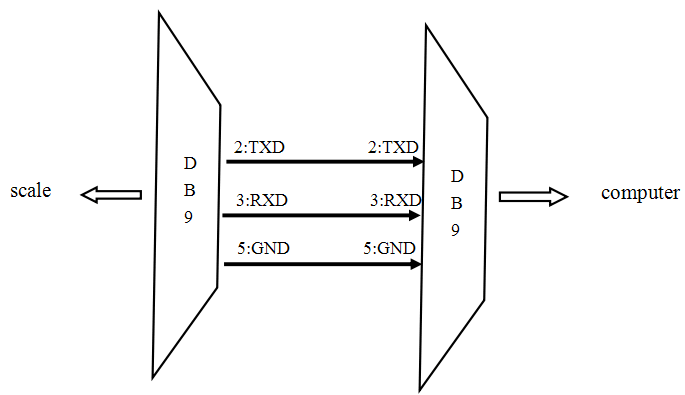 2:TXD 2:TXD
D
B
9
D
B
9
scale
3:RXD 3:RXD
computer
5:GND 5:GND